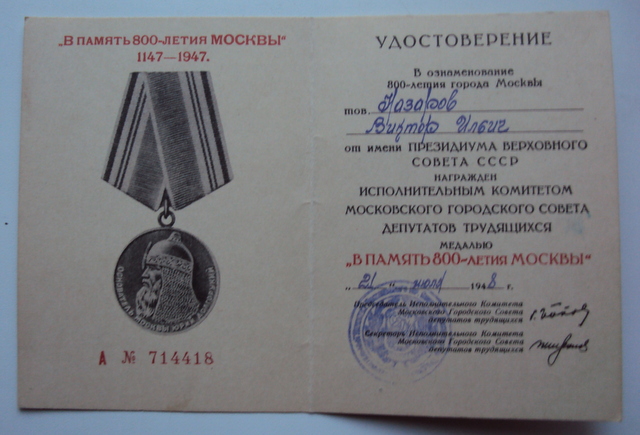 „В ПАМЯТЬ 800-ЛЕТИЯ МОСКВЫ“
1147—1947.
А № 714418
УДОСТОВЕРЕНИЕ
В ознаменование
800-летия города Москвы
тов. Назаров
Виктор Ильич
от имени ПРЕЗИДИУМА ВЕРХОВНОГО
СОВЕТА СССР
НАГРАЖДЕН
ИСПОЛНИТЕЛЬНЫМ КОМИТЕТОМ
МОСКОВСКОГО ГОРОДСКОГО СОВЕТА
ДЕПУТАТОВ ТРУДЯЩИХСЯ
МЕДАЛЬЮ
„В ПАМЯТЬ 800-ЛЕТИЯ МОСКВЫ“
„21“ июля 1948 г.
Председатель Исполнительного Комитета
Московского Городского Совета
депутатов трудящихся
Секретарь Исполнительного Комитета
Московского Городского Совета
депутатов трудящихся